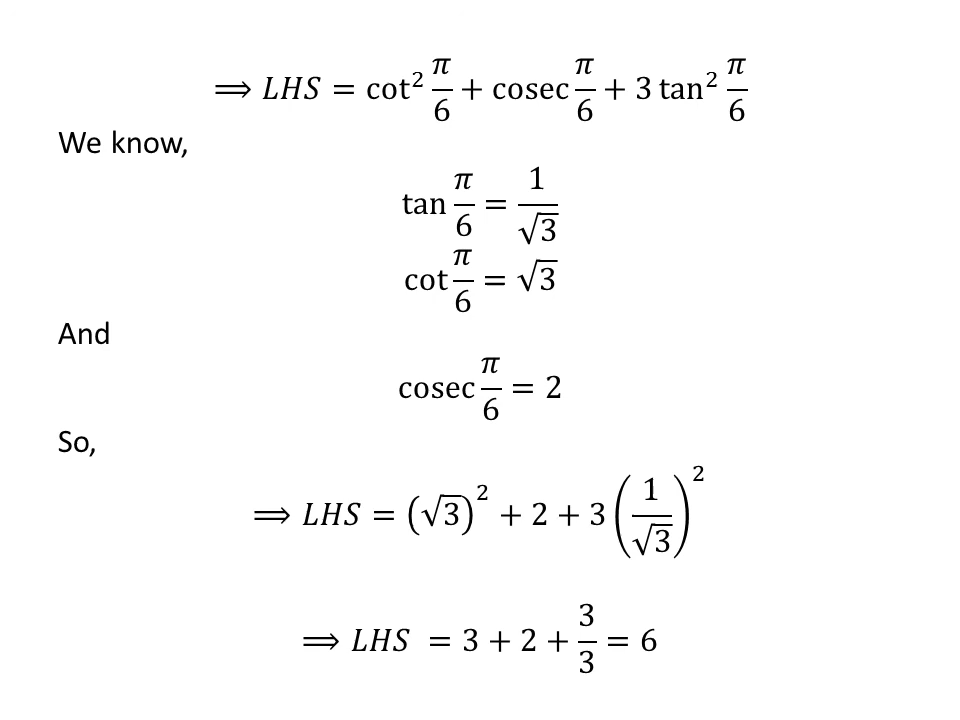 ⟹ 𝐿𝐻𝑆 = cot² 𝜋/6 + cosec 𝜋/6 + 3 tan² 𝜋/6
We know,
tan 𝜋/6 = 1/√3
cot 𝜋/6 = √3
And
cosec 𝜋/6 = 2
So,
⟹ 𝐿𝐻𝑆 = (√3)² + 2 + 3 (1/√3)²
⟹ 𝐿𝐻𝑆 = 3 + 2 + 3/3 = 6